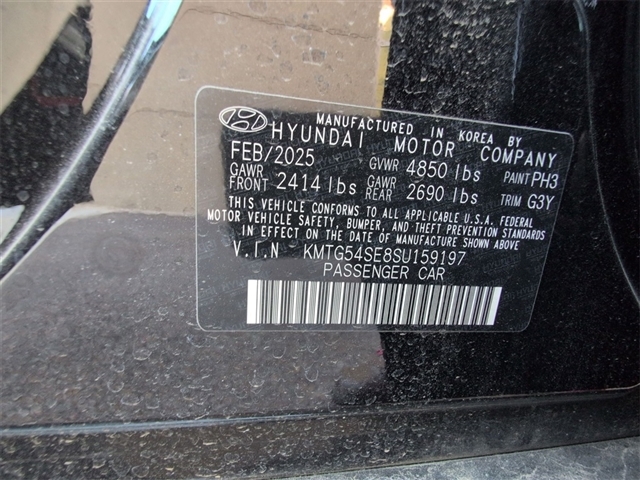 MANUFACTURED IN KOREA BY
HYUNDAI MOTOR COMPANY
FEB/2025 GVWR 4850 lbs PAINT PH3
GAWR FRONT 2414 lbs GAWR REAR 2690 lbs TRIM G3Y
THIS VEHICLE CONFORMS TO ALL APPLICABLE U.S.A. FEDERAL
MOTOR VEHICLE SAFETY, BUMPER, AND THEFT PREVENTION STANDARDS
IN EFFECT ON THE DATE OF MANUFACTURE SHOWN ABOVE.
V.I.N KMTG54SE8SU159197
PASSENGER CAR